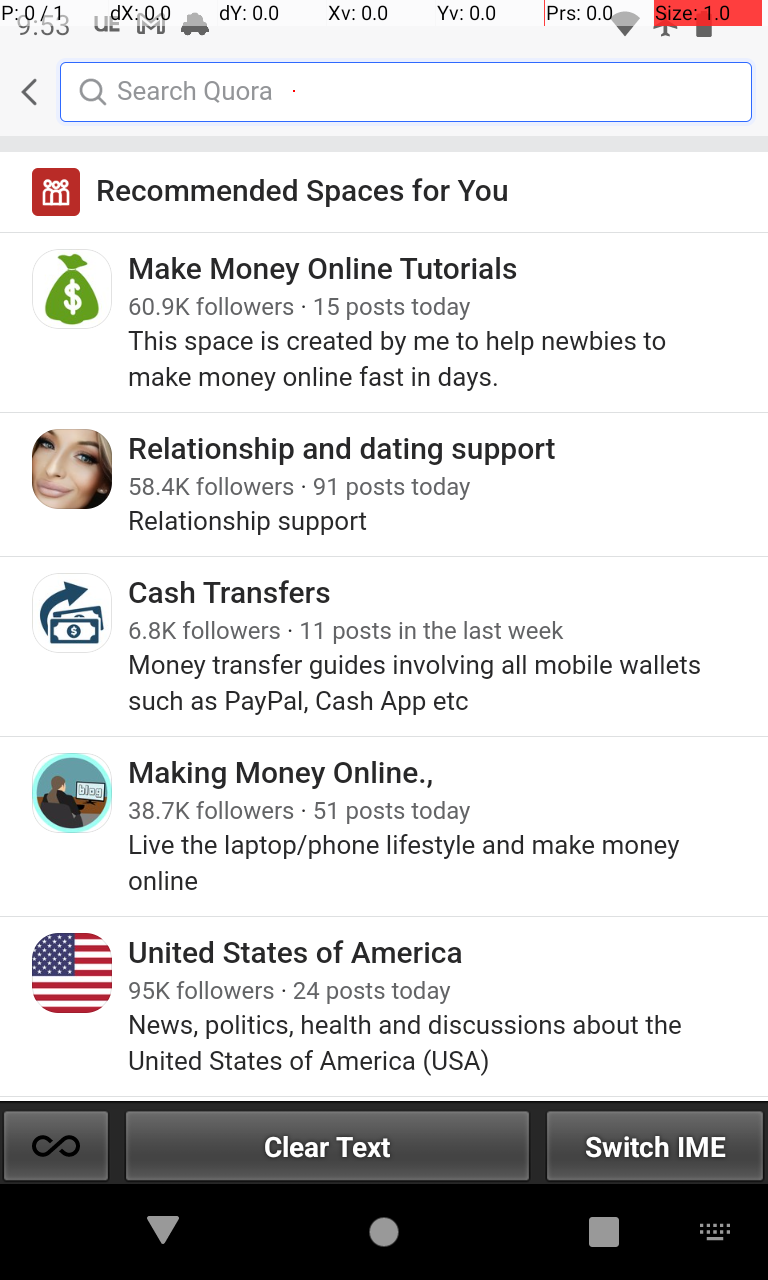 P: 0 / 1 dX: 0.0 dY: 0.0 Xv: 0.0 Yv: 0.0 Prs: 0.0 Size: 1.0
9:53
Search Quora
Recommended Spaces for You
Make Money Online Tutorials
60.9K followers · 15 posts today
This space is created by me to help newbies to
make money online fast in days.
Relationship and dating support
58.4K followers · 91 posts today
Relationship support
Cash Transfers
6.8K followers · 11 posts in the last week
Money transfer guides involving all mobile wallets
such as PayPal, Cash App etc
blog
Making Money Online.,
38.7K followers · 51 posts today
Live the laptop/phone lifestyle and make money
online
United States of America
95K followers · 24 posts today
News, politics, health and discussions about the
United States of America (USA)
Clear Text
Switch IME